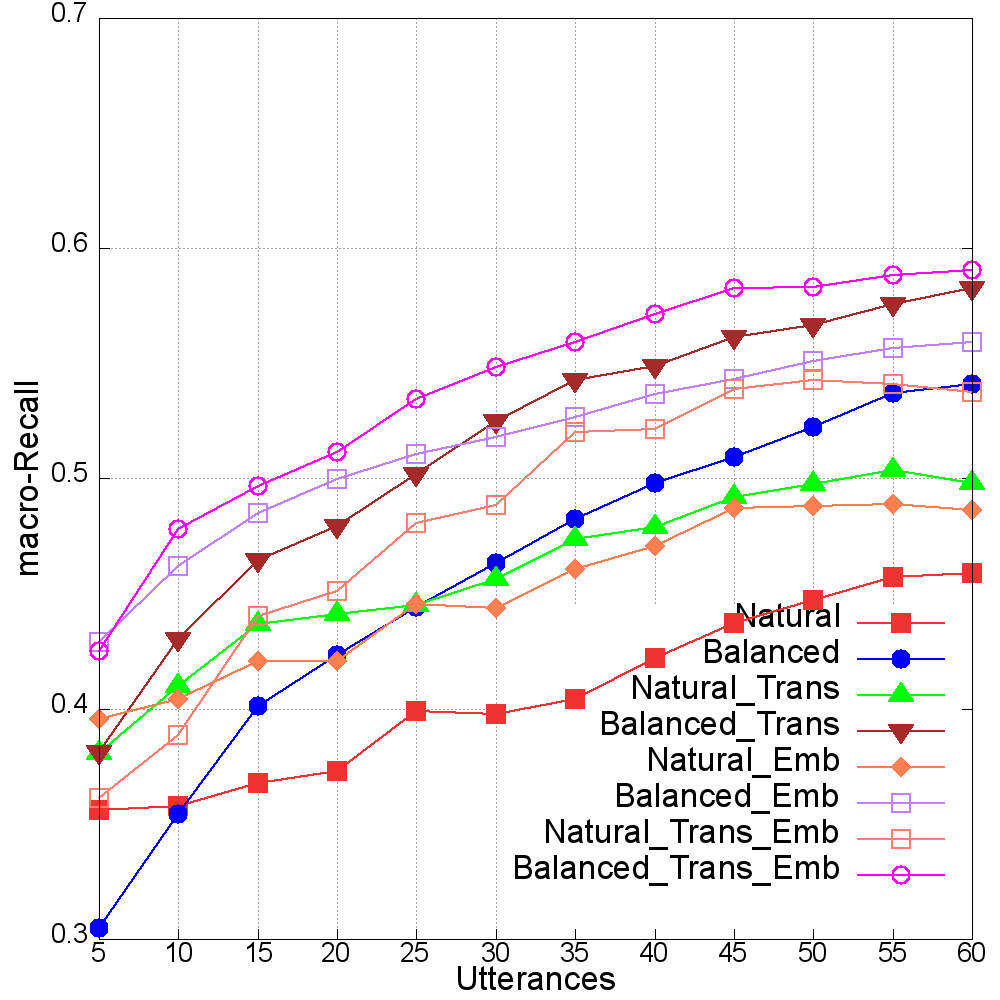 0.7
0.6
0.5
0.4
0.3
macro-Recall
Natural
Balanced
Natural_Trans
Balanced_Trans
Natural_Emb
Balanced_Emb
Natural_Trans_Emb
Balanced_Trans_Emb
5 10 15 20 25 30 35 40 45 50 55 60
Utterances